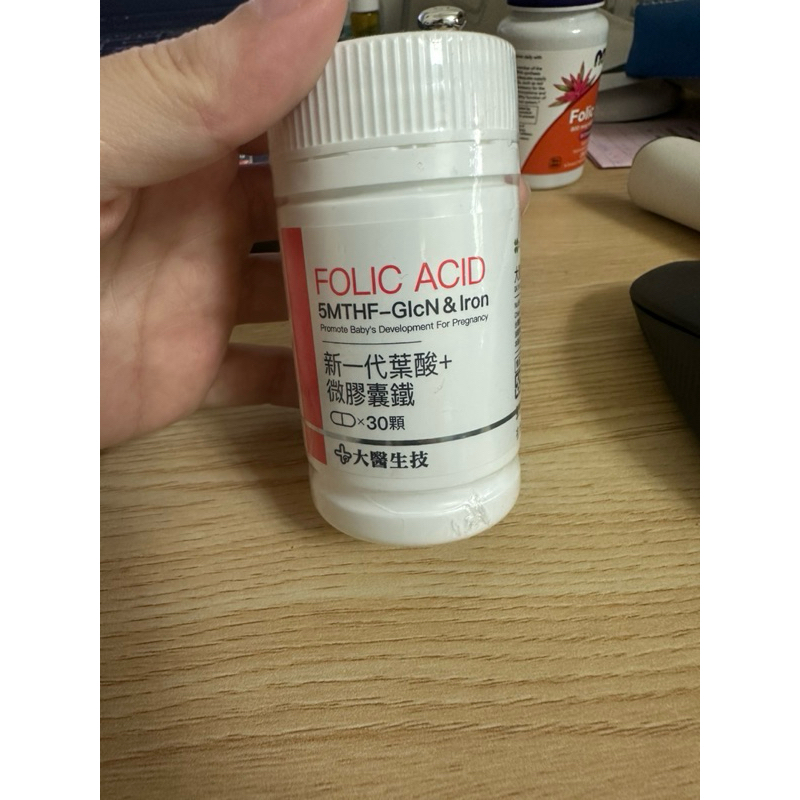 FOLIC ACID
5MTHF-GlcN & Iron
Promote Baby's Development For Pregnancy
新一代葉酸+
微膠囊鐵
×30顆
大醫生技
Folic